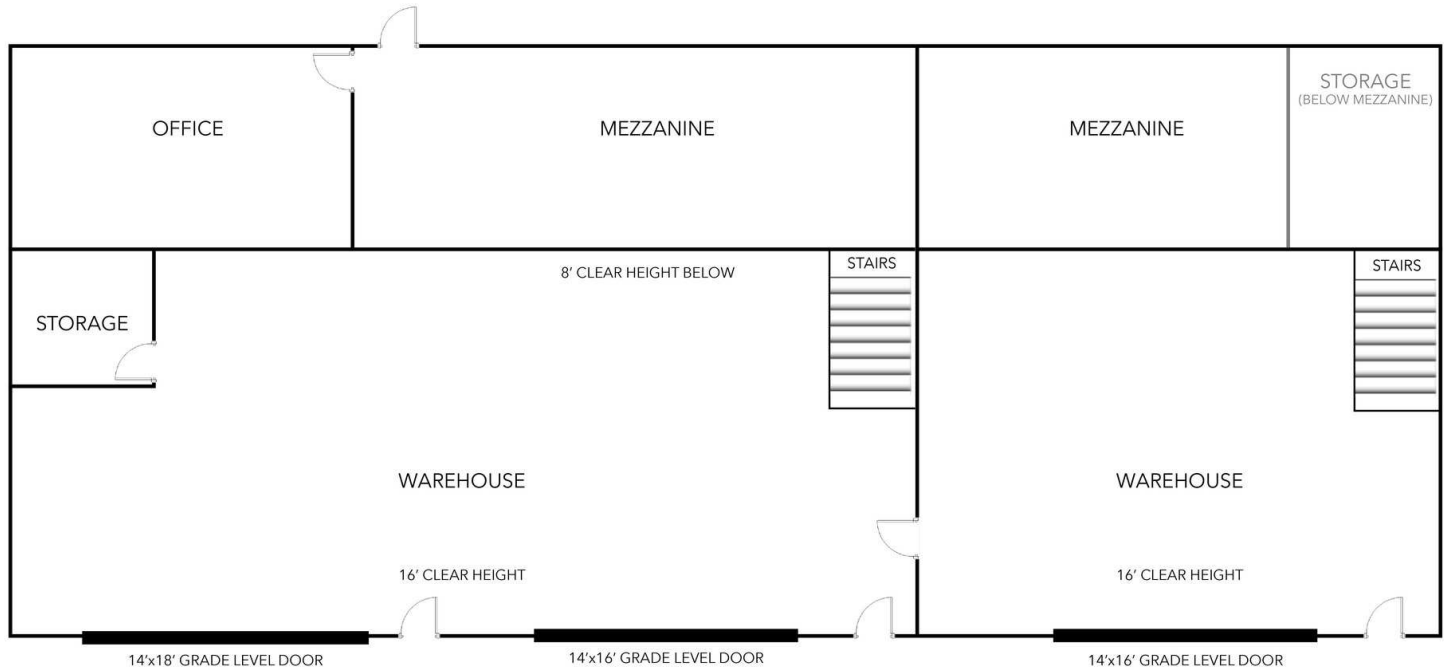 STORAGE
(BELOW MEZZANINE)
OFFICE
MEZZANINE
MEZZANINE
8’ CLEAR HEIGHT BELOW
STAIRS
STAIRS
STORAGE
WAREHOUSE
WAREHOUSE
16’ CLEAR HEIGHT
16’ CLEAR HEIGHT
14’x18’ GRADE LEVEL DOOR
14’x16’ GRADE LEVEL DOOR
14’x16’ GRADE LEVEL DOOR